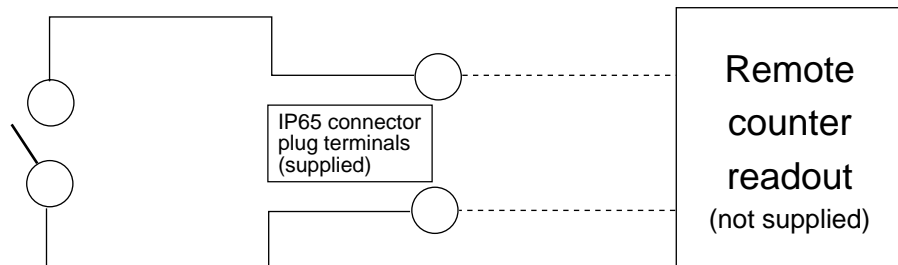 IP65 connector
plug terminals
(supplied)
Remote
counter
readout
(not supplied)